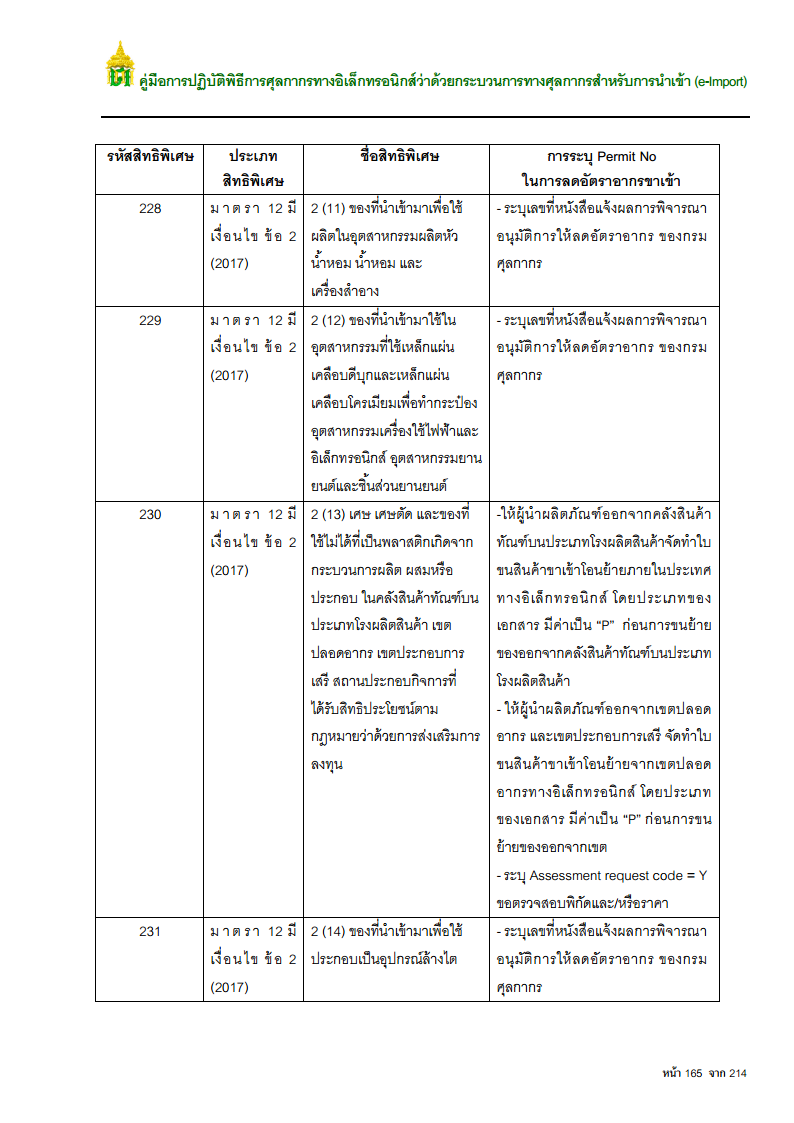 คู่มือการปฏิบัติพิธีการศุลกากรทางอิเล็กทรอนิกส์ว่าด้วยกระบวนการทางศุลกากรสำหรับการนำเข้า (e-Import)
รหัสสิทธิพิเศษ
ประเภท
สิทธิพิเศษ
ชื่อสิทธิพิเศษ
การระบุ Permit No
ในการลดอัตราอากรขาเข้า
228
มาตรา 12 มี
เงื่อนไข ข้อ 2
(2017)
2 (11) ของที่นำเข้ามาเพื่อใช้
ผลิตในอุตสาหกรรมผลิตหัว
น้ำหอม น้ำหอม และ
เครื่องสำอาง
- ระบุเลขที่หนังสือแจ้งผลการพิจารณา
อนุมัติการให้ลดอัตราอากร ของกรม
ศุลกากร
229
มาตรา 12 มี
เงื่อนไข ข้อ 2
(2017)
2 (12) ของที่นำเข้ามาใช้ใน
อุตสาหกรรมที่ใช้เหล็กแผ่น
เคลือบดีบุกและเหล็กแผ่น
เคลือบโครเมียมเพื่อทำกระป๋อง
อุตสาหกรรมเครื่องใช้ไฟฟ้าและ
อิเล็กทรอนิกส์ อุตสาหกรรมยาน
ยนต์และชิ้นส่วนยานยนต์
- ระบุเลขที่หนังสือแจ้งผลการพิจารณา
อนุมัติการให้ลดอัตราอากร ของกรม
ศุลกากร
230
มาตรา 12 มี
เงื่อนไข ข้อ 2
(2017)
2 (13) เศษ เศษตัด และของที่
ใช้ไม่ได้ที่เป็นพลาสติกเกิดจาก
กระบวนการผลิต ผสมหรือ
ประกอบ ในคลังสินค้าทัณฑ์บน
ประเภทโรงผลิตสินค้า เขต
ปลอดอากร เขตประกอบการ
เสรี สถานประกอบกิจการที่
ได้รับสิทธิประโยชน์ตาม
กฎหมายว่าด้วยการส่งเสริมการ
ลงทุน
-ให้ผู้นำผลิตภัณฑ์ออกจากคลังสินค้า
ทัณฑ์บนประเภทโรงผลิตสินค้าจัดทำใบ
ขนสินค้าขาเข้าโอนย้ายภายในประเทศ
ทางอิเล็กทรอนิกส์ โดยประเภทของ
เอกสาร มีค่าเป็น “P” ก่อนการขนย้าย
ของออกจากคลังสินค้าทัณฑ์บนประเภท
โรงผลิตสินค้า
- ให้ผู้นำผลิตภัณฑ์ออกจากเขตปลอด
อากร และเขตประกอบการเสรี จัดทำใบ
ขนสินค้าขาเข้าโอนย้ายจากเขตปลอด
อากรทางอิเล็กทรอนิกส์ โดยประเภท
ของเอกสาร มีค่าเป็น “P” ก่อนการขน
ย้ายของออกจากเขต
- ระบุ Assessment request code = Y
ขอตรวจสอบพิกัดและ/หรือราคา
231
มาตรา 12 มี
เงื่อนไข ข้อ 2
(2017)
2 (14) ของที่นำเข้ามาเพื่อใช้
ประกอบเป็นอุปกรณ์ล้างไต
- ระบุเลขที่หนังสือแจ้งผลการพิจารณา
อนุมัติการให้ลดอัตราอากร ของกรม
ศุลกากร
หน้า 165 จาก 214